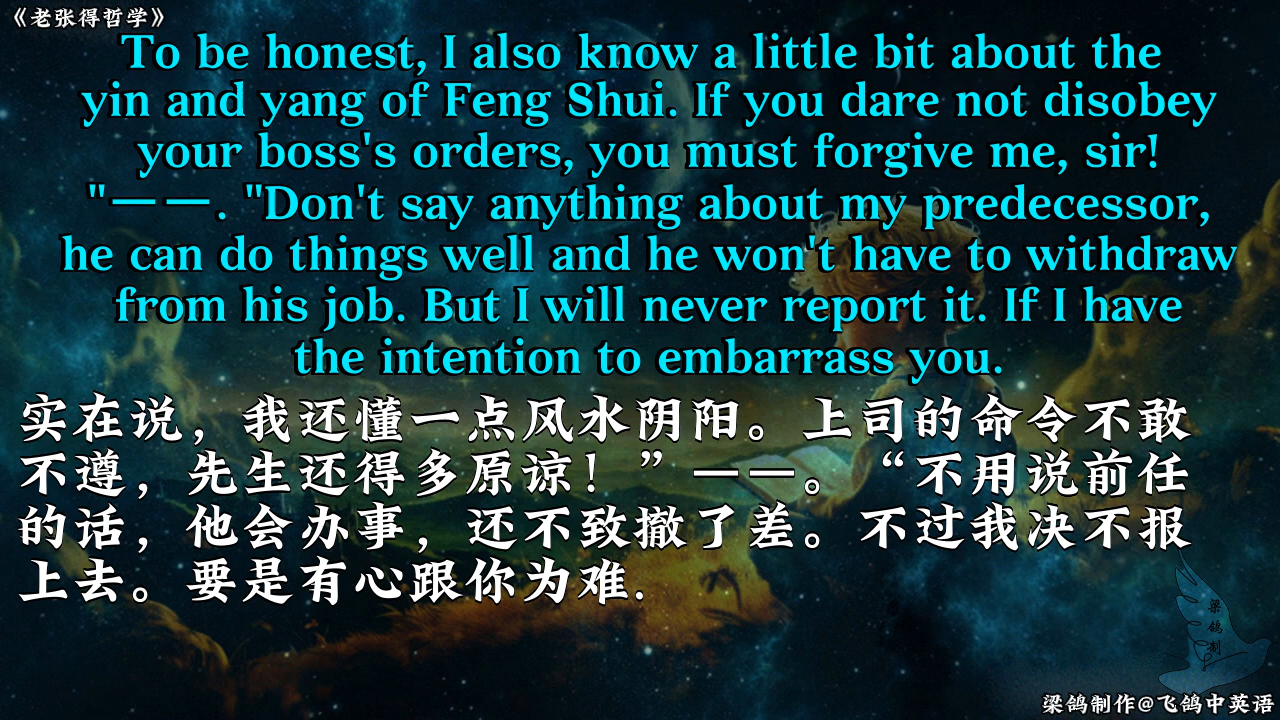 《老张得哲学》
To be honest, I also know a little bit about the
yin and yang of Feng Shui. If you dare not disobey
your boss's orders, you must forgive me, sir!
"——. "Don't say anything about my predecessor,
he can do things well and he won't have to withdraw
from his job. But I will never report it. If I have
the intention to embarrass you.
实在说，我还懂一点风水阴阳。上司的命令不敢
不遵，先生还得多原谅！”——。“不用说前任
的话，他会办事，还不致撤了差。不过我决不报
上去。要是有心跟你为难.
梁鸽制
梁鸽制作@飞鸽中英语